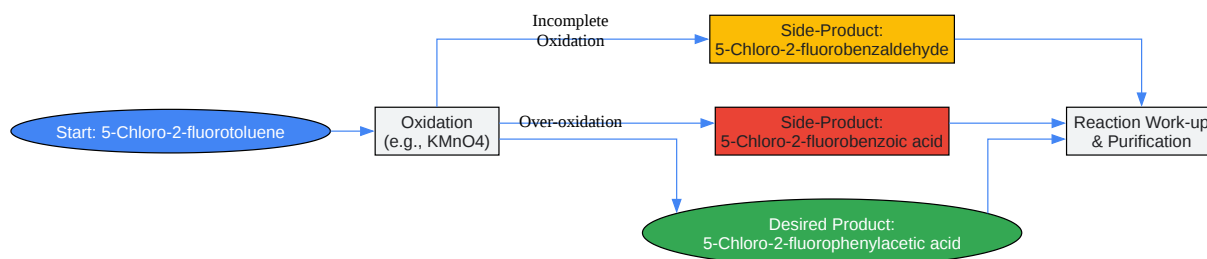 Incomplete
Oxidation
Side-Product:
5-Chloro-2-fluorobenzaldehyde
Start: 5-Chloro-2-fluorotoluene
Oxidation
(e.g., KMnO4)
Over-oxidation
Side-Product:
5-Chloro-2-fluorobenzoic acid
Reaction Work-up
& Purification
Desired Product:
5-Chloro-2-fluorophenylacetic acid